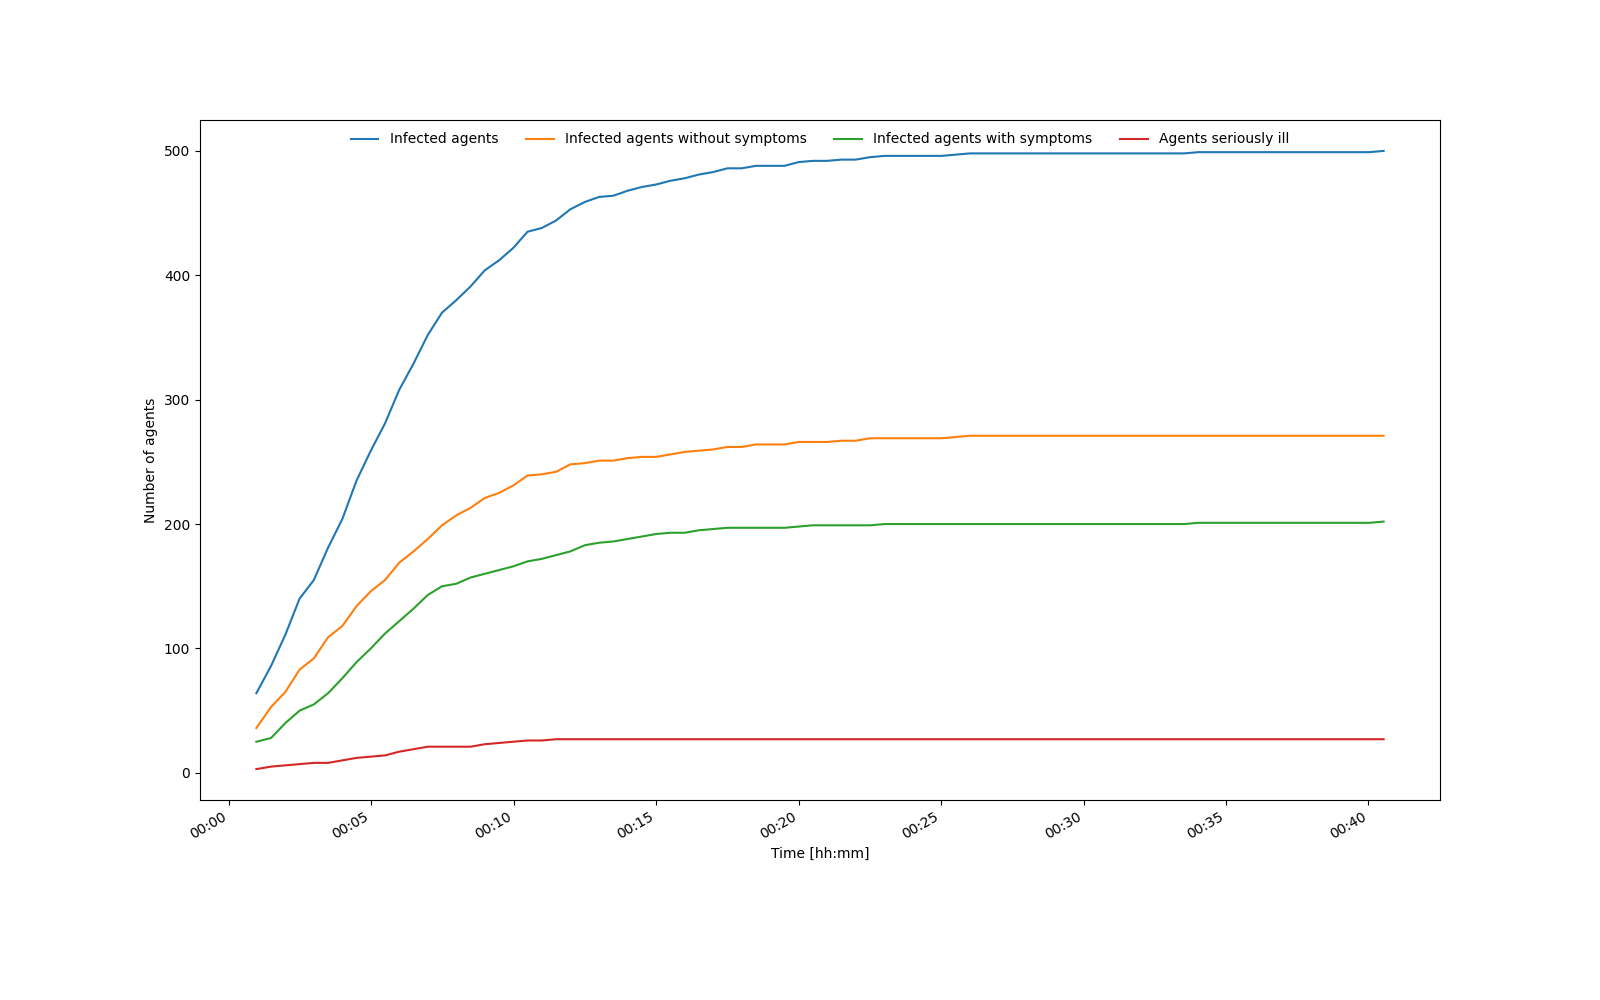 Infected agents Infected agents without symptoms Infected agents with symptoms Agents seriously ill
500
400
300
200
100
0
Number of agents
00:00 00:05 00:10 00:15 00:20 00:25 00:30 00:35 00:40
Time [hh:mm]